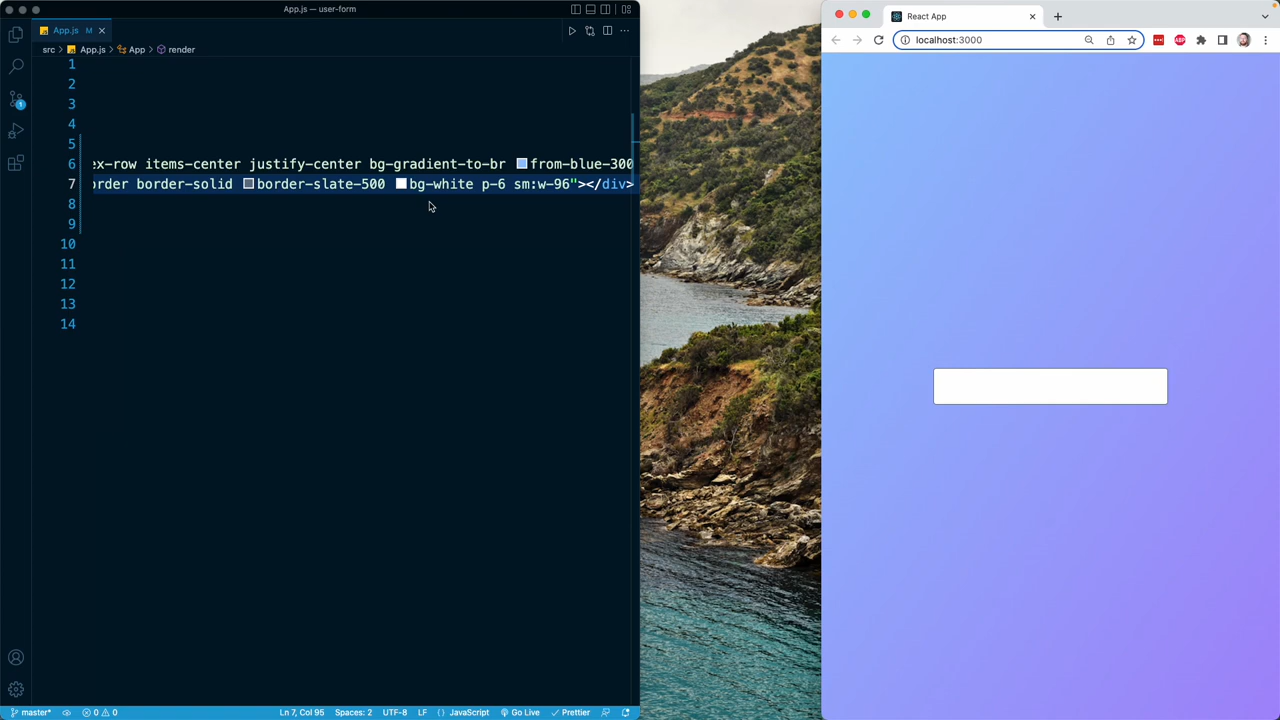 App.js — user-form
App.js M
src > App.js > App > render
1
2
3
4
5
6 ex-row items-center justify-center bg-gradient-to-br from-blue-300
7 order border-solid border-slate-500 bg-white p-6 sm:w-96"></div>
8
9
10
11
12
13
14
1
master* 0 0 Ln 7, Col 95 Spaces: 2 UTF-8 LF {} JavaScript Go Live Prettier
React App
localhost:3000
ABP